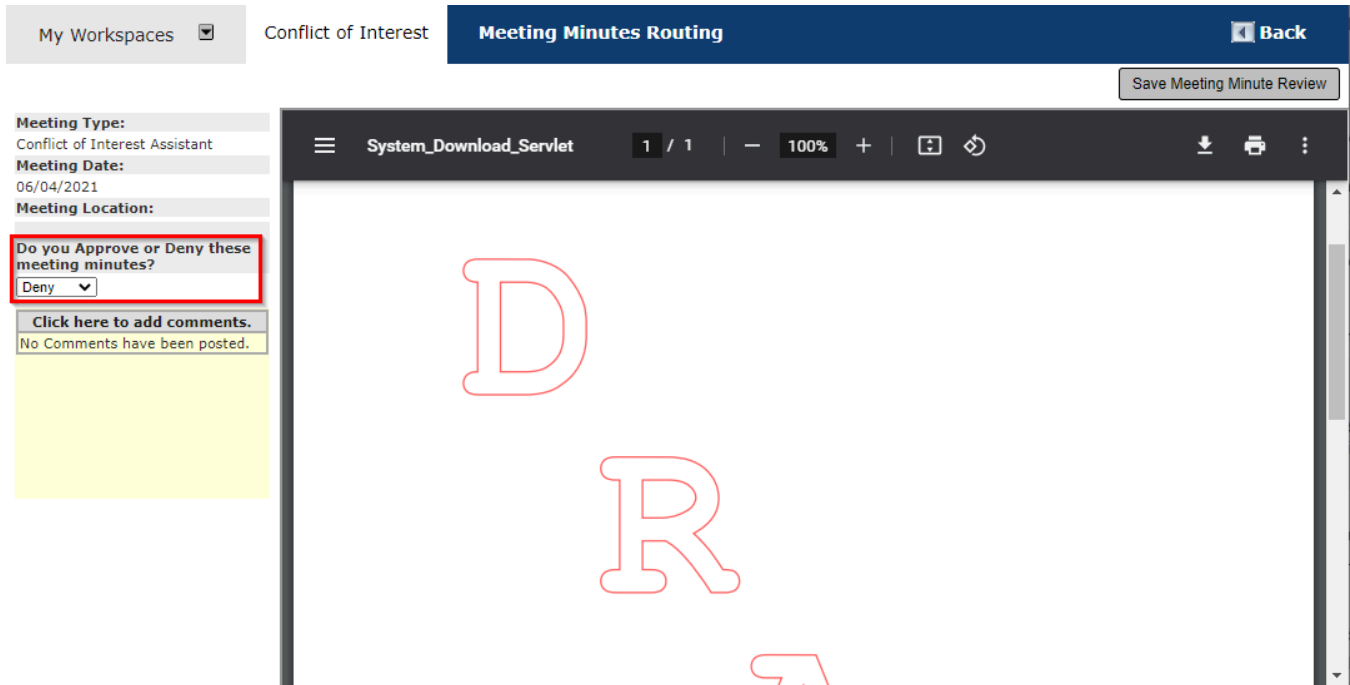 My Workspaces
Conflict of Interest
Meeting Minutes Routing
Back
Save Meeting Minute Review
Meeting Type:
Conflict of Interest Assistant
Meeting Date:
06/04/2021
Meeting Location:
Do you Approve or Deny these
meeting minutes?
Deny
Click here to add comments.
No Comments have been posted.
System_Download_Servlet
1 / 1
100%
D
R
A